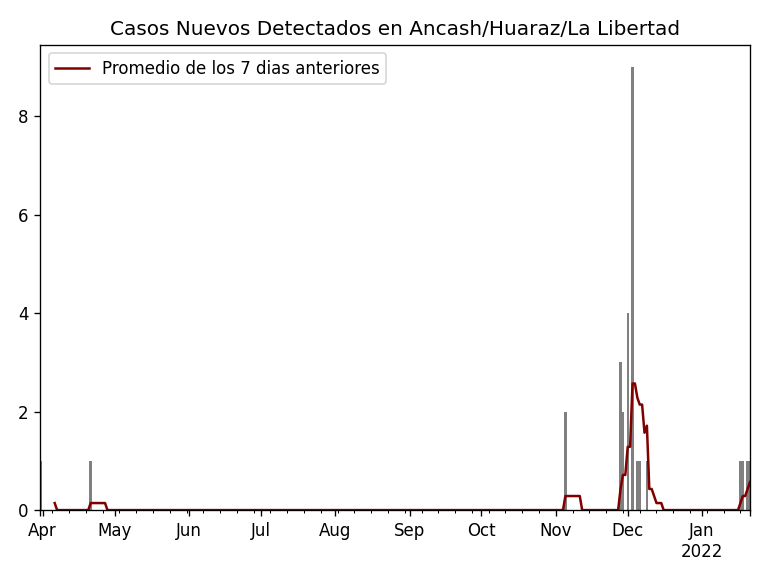 Casos Nuevos Detectados en Ancash/Huaraz/La Libertad
Promedio de los 7 dias anteriores
8
6
4
2
0
Apr May Jun Jul Aug Sep Oct Nov Dec Jan
2022